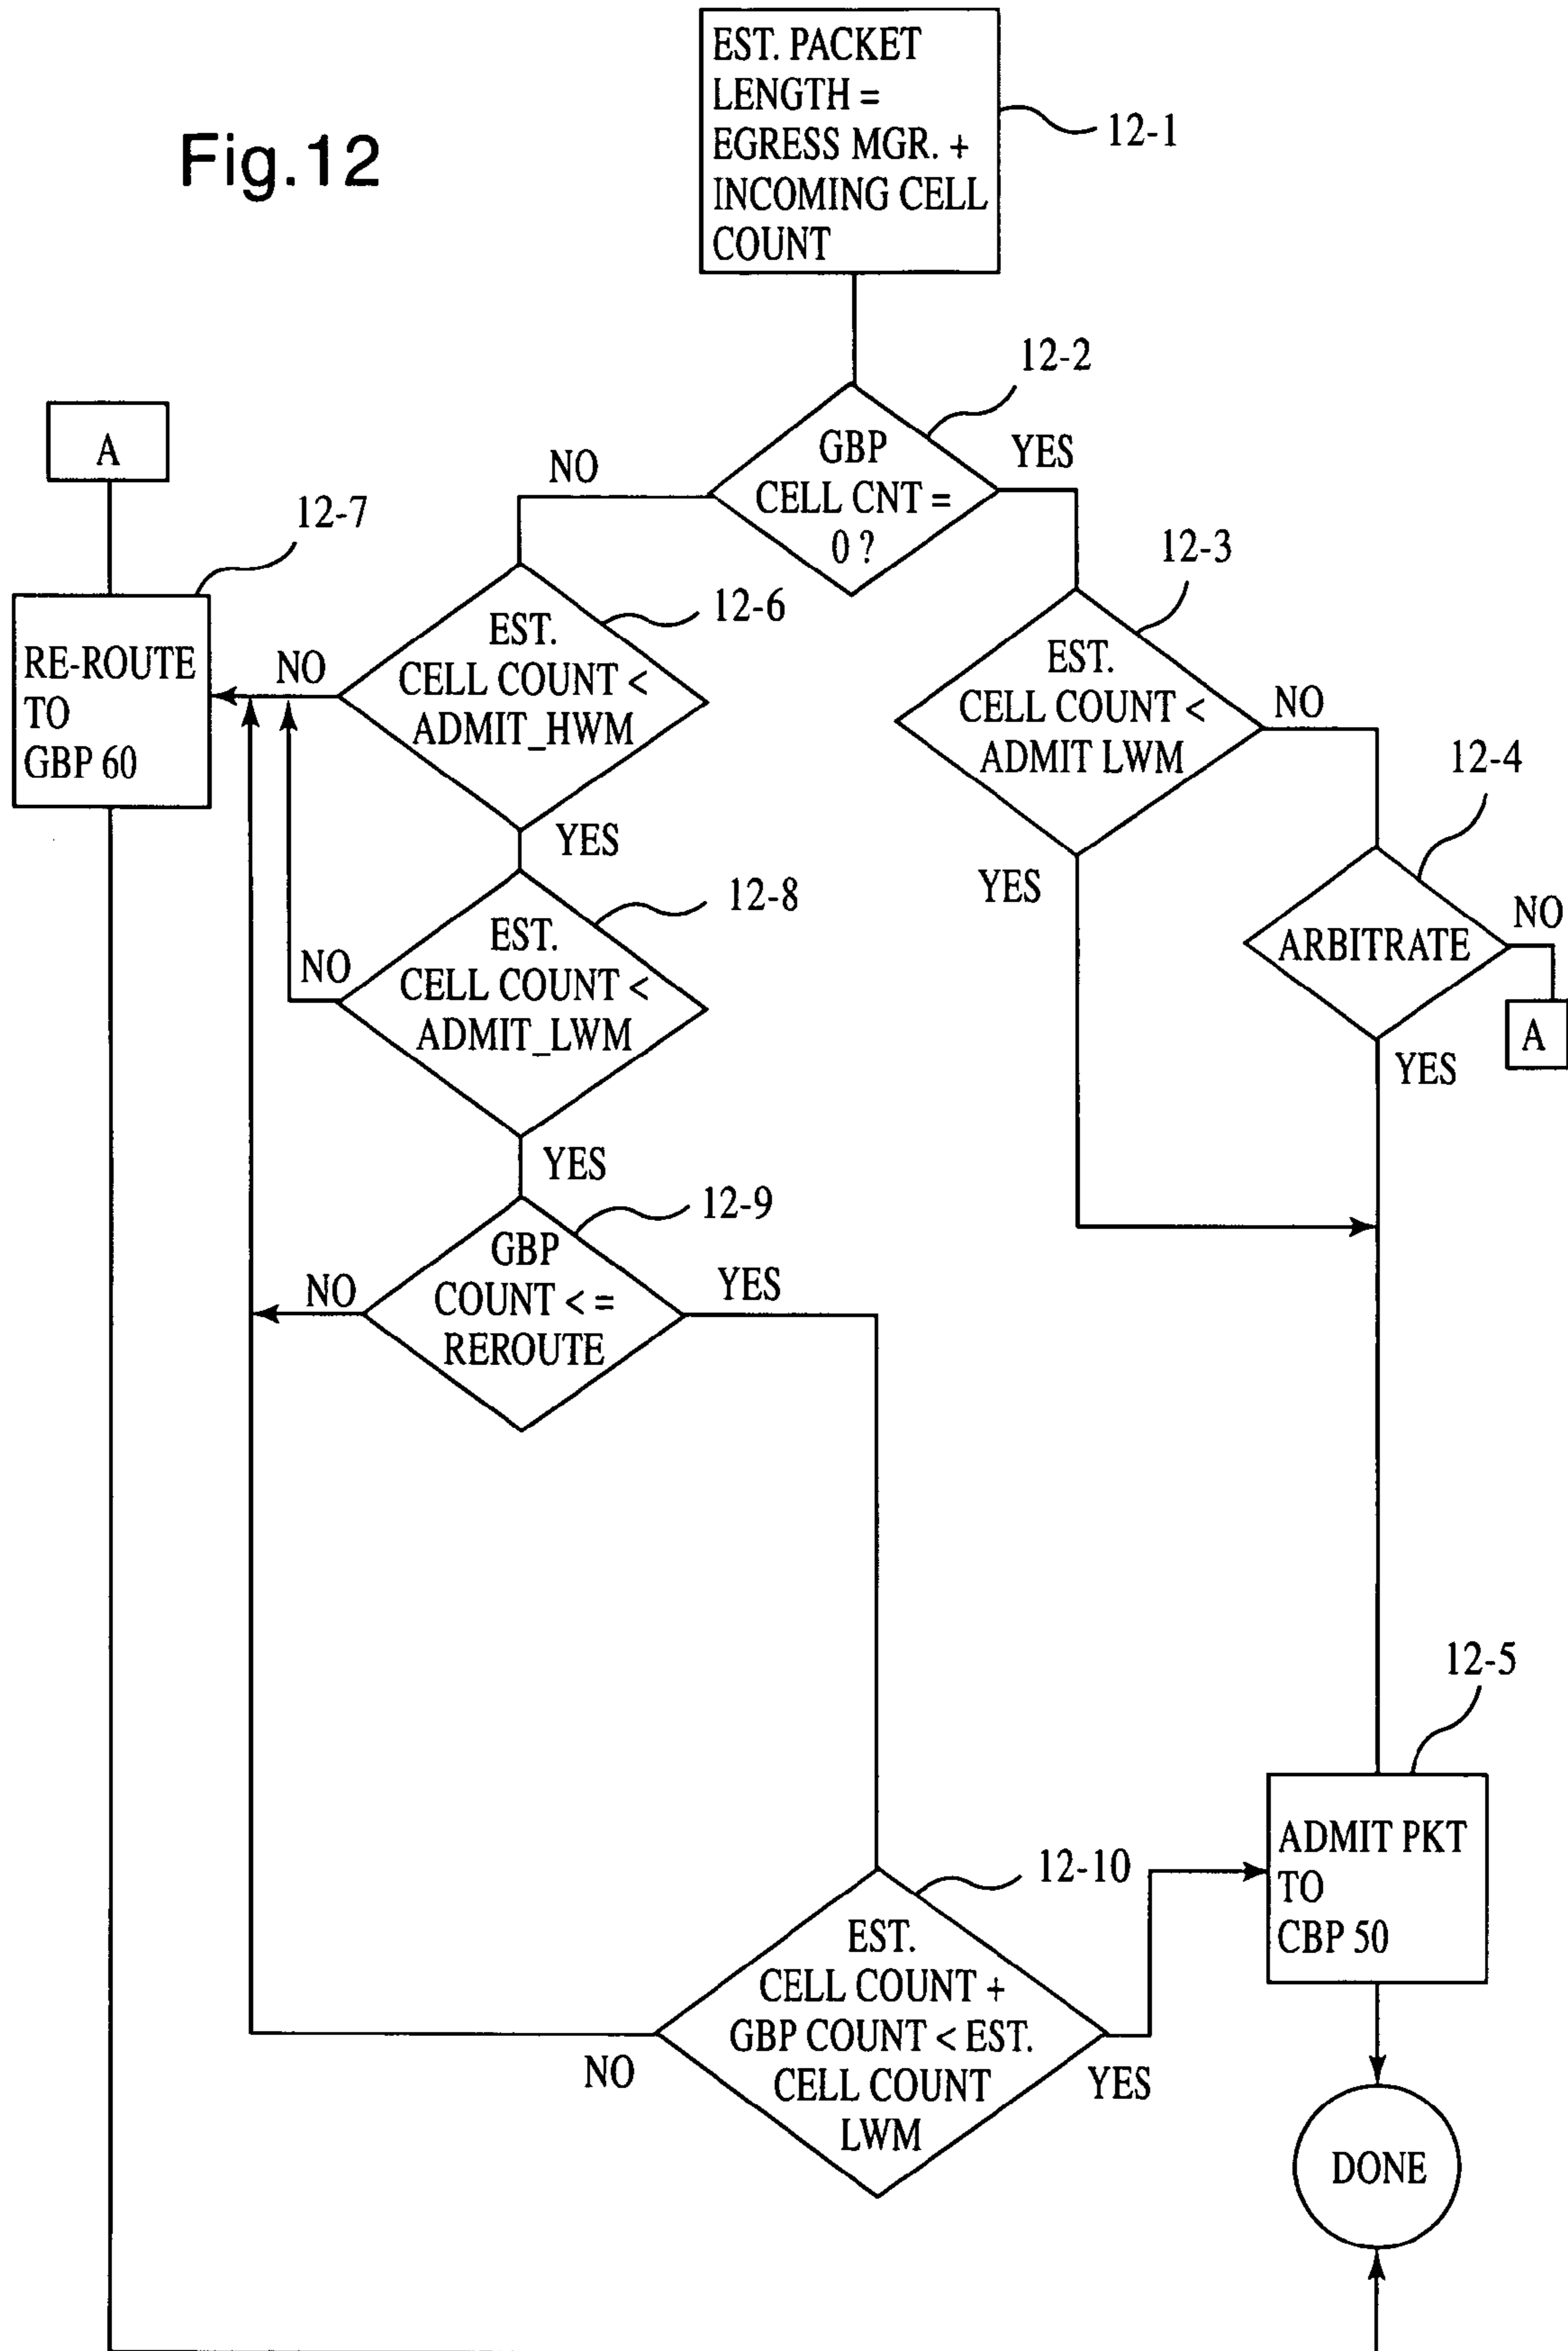 Fig.12
EST. PACKET
LENGTH =
EGRESS MGR. +
INCOMING CELL
COUNT
12-1
12-2
GBP
CELL CNT =
0 ?
NO
YES
A
12-7
RE-ROUTE
TO
GBP 60
12-6
EST.
CELL COUNT <
ADMIT_HWM
NO
YES
12-3
EST.
CELL COUNT <
ADMIT LWM
NO
YES
12-4
ARBITRATE
NO
A
YES
12-8
EST.
CELL COUNT <
ADMIT_LWM
NO
YES
12-9
GBP
COUNT < =
REROUTE
NO
YES
12-5
ADMIT PKT
TO
CBP 50
12-10
EST.
CELL COUNT +
GBP COUNT < EST.
CELL COUNT
LWM
NO
YES
DONE